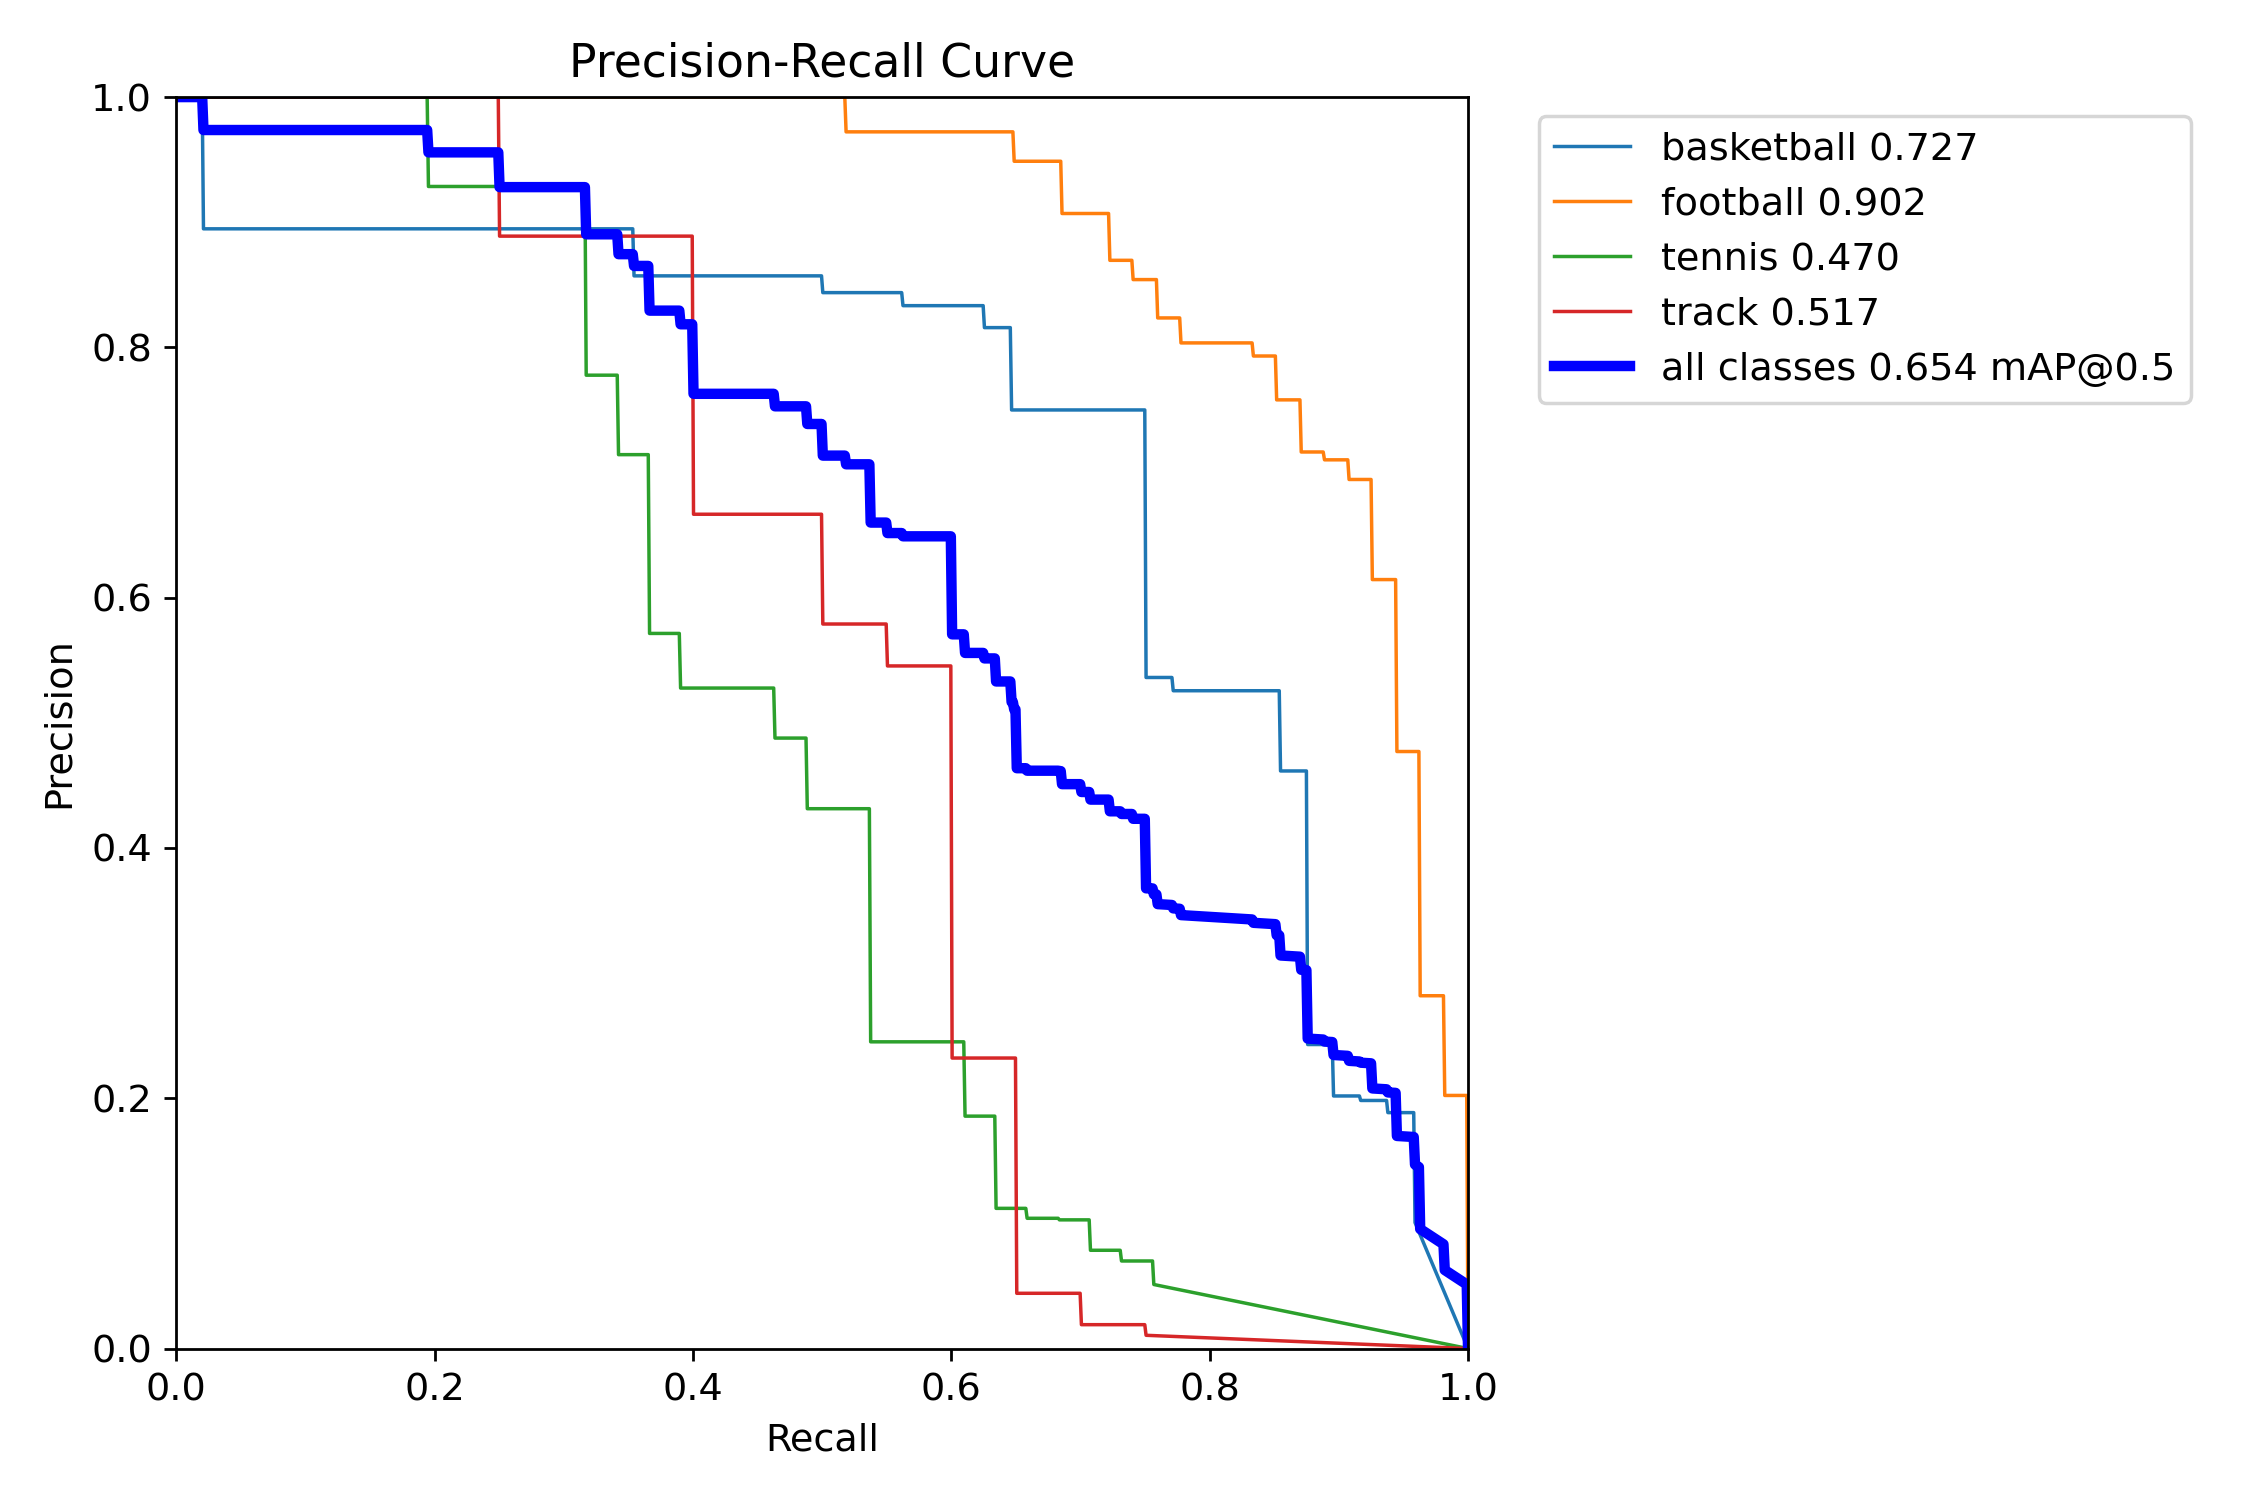 Precision-Recall Curve
basketball 0.727
football 0.902
tennis 0.470
track 0.517
all classes 0.654 mAP@0.5
Precision
1.0
0.8
0.6
0.4
0.2
0.0
0.0 0.2 0.4 0.6 0.8 1.0
Recall